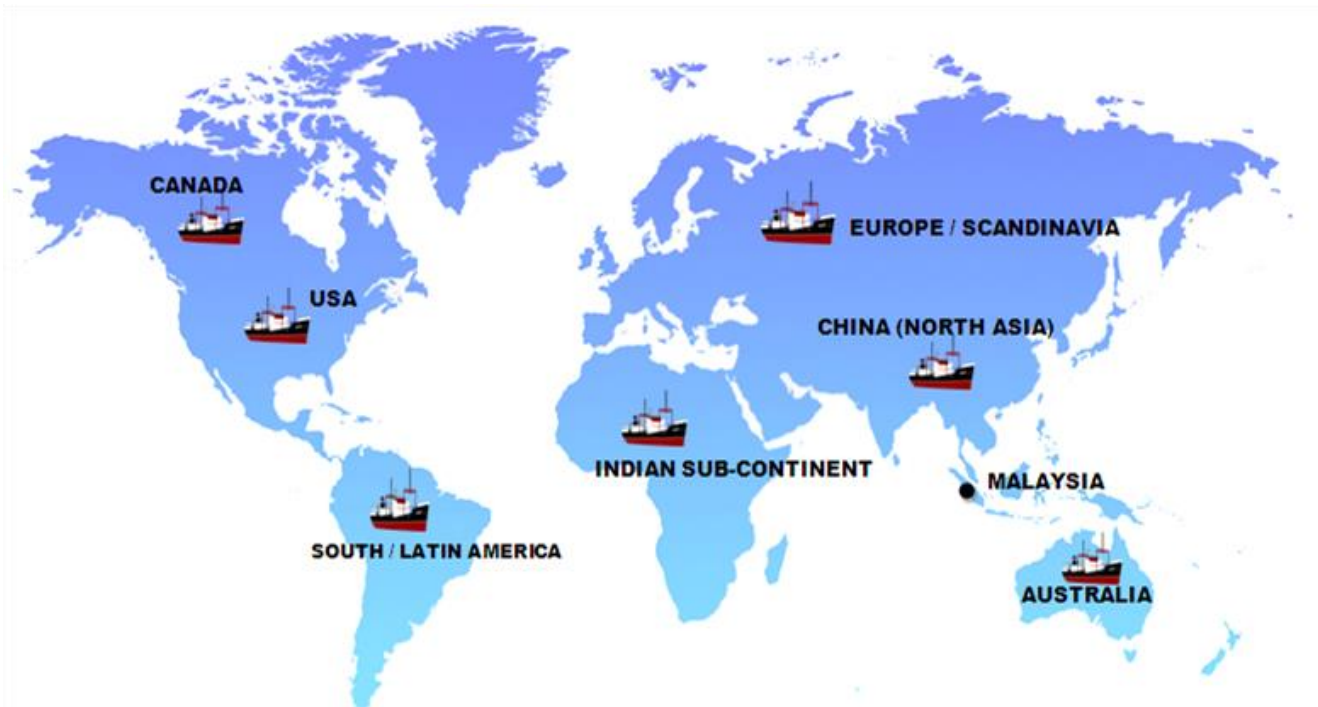 CANADA
EUROPE / SCANDINAVIA
USA
CHINA (NORTH ASIA)
INDIAN SUB-CONTINENT
MALAYSIA
SOUTH / LATIN AMERICA
AUSTRALIA